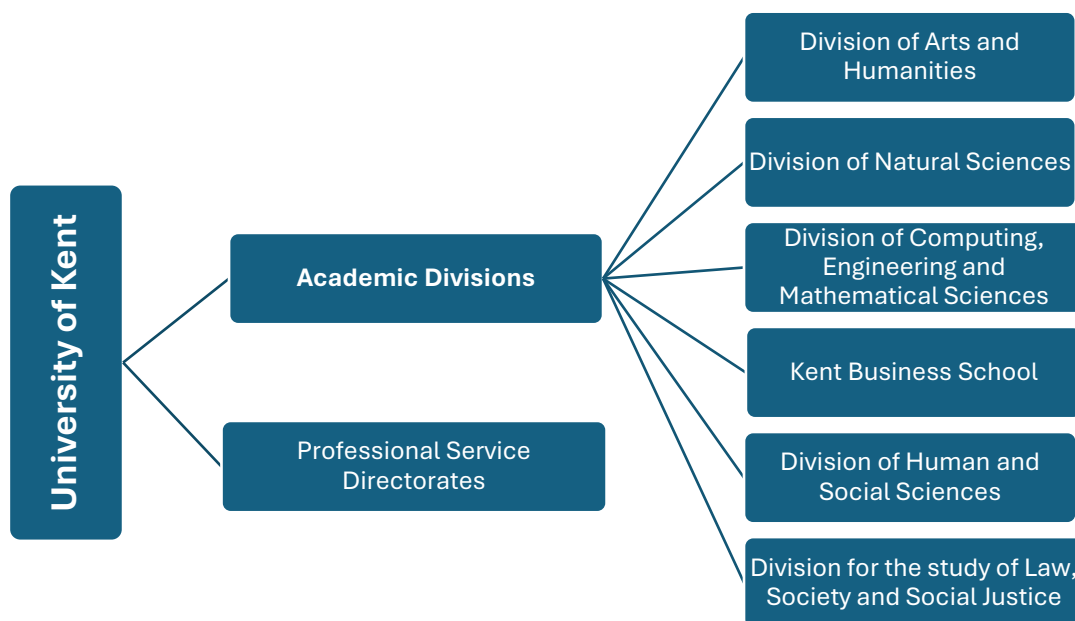 University of Kent
Academic Divisions
Professional Service
Directorates
Division of Arts and
Humanities
Division of Natural Sciences
Division of Computing,
Engineering and
Mathematical Sciences
Kent Business School
Division of Human and
Social Sciences
Division for the study of Law,
Society and Social Justice